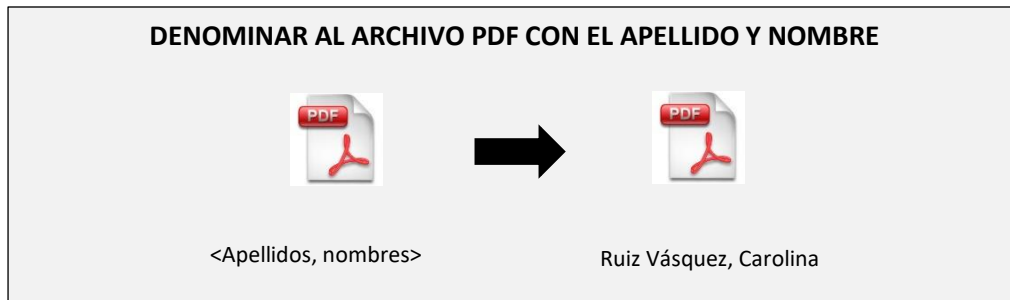 DENOMINAR AL ARCHIVO PDF CON EL APELLIDO Y NOMBRE
PDF
PDF
<Apellidos, nombres>
Ruiz Vásquez, Carolina